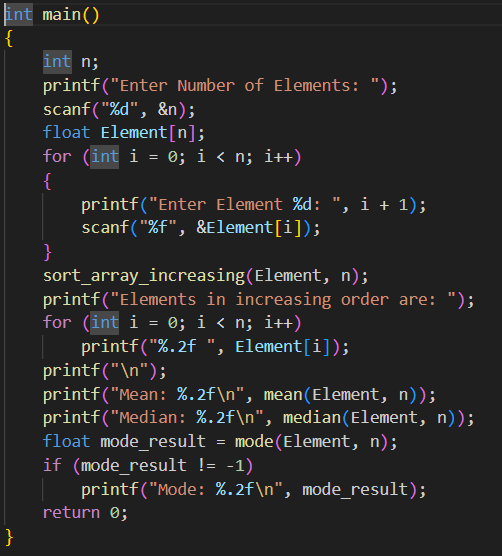 int main()
{
    int n;
    printf("Enter Number of Elements: ");
    scanf("%d", &n);
    float Element[n];
    for (int i = 0; i < n; i++)
    {
        printf("Enter Element %d: ", i + 1);
        scanf("%f", &Element[i]);
    }
    sort_array_increasing(Element, n);
    printf("Elements in increasing order are: ");
    for (int i = 0; i < n; i++)
        printf("%.2f ", Element[i]);
    printf("\n");
    printf("Mean: %.2f\n", mean(Element, n));
    printf("Median: %.2f\n", median(Element, n));
    float mode_result = mode(Element, n);
    if (mode_result != -1)
        printf("Mode: %.2f\n", mode_result);
    return 0;
}